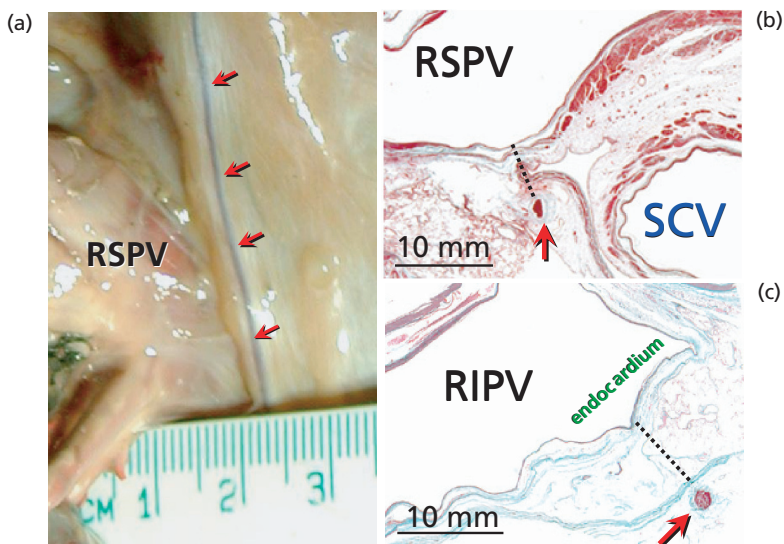 (a)
RSPV
CM 1 2 3
(b)
RSPV
SCV
10 mm
(c)
endocardium
RIPV
10 mm